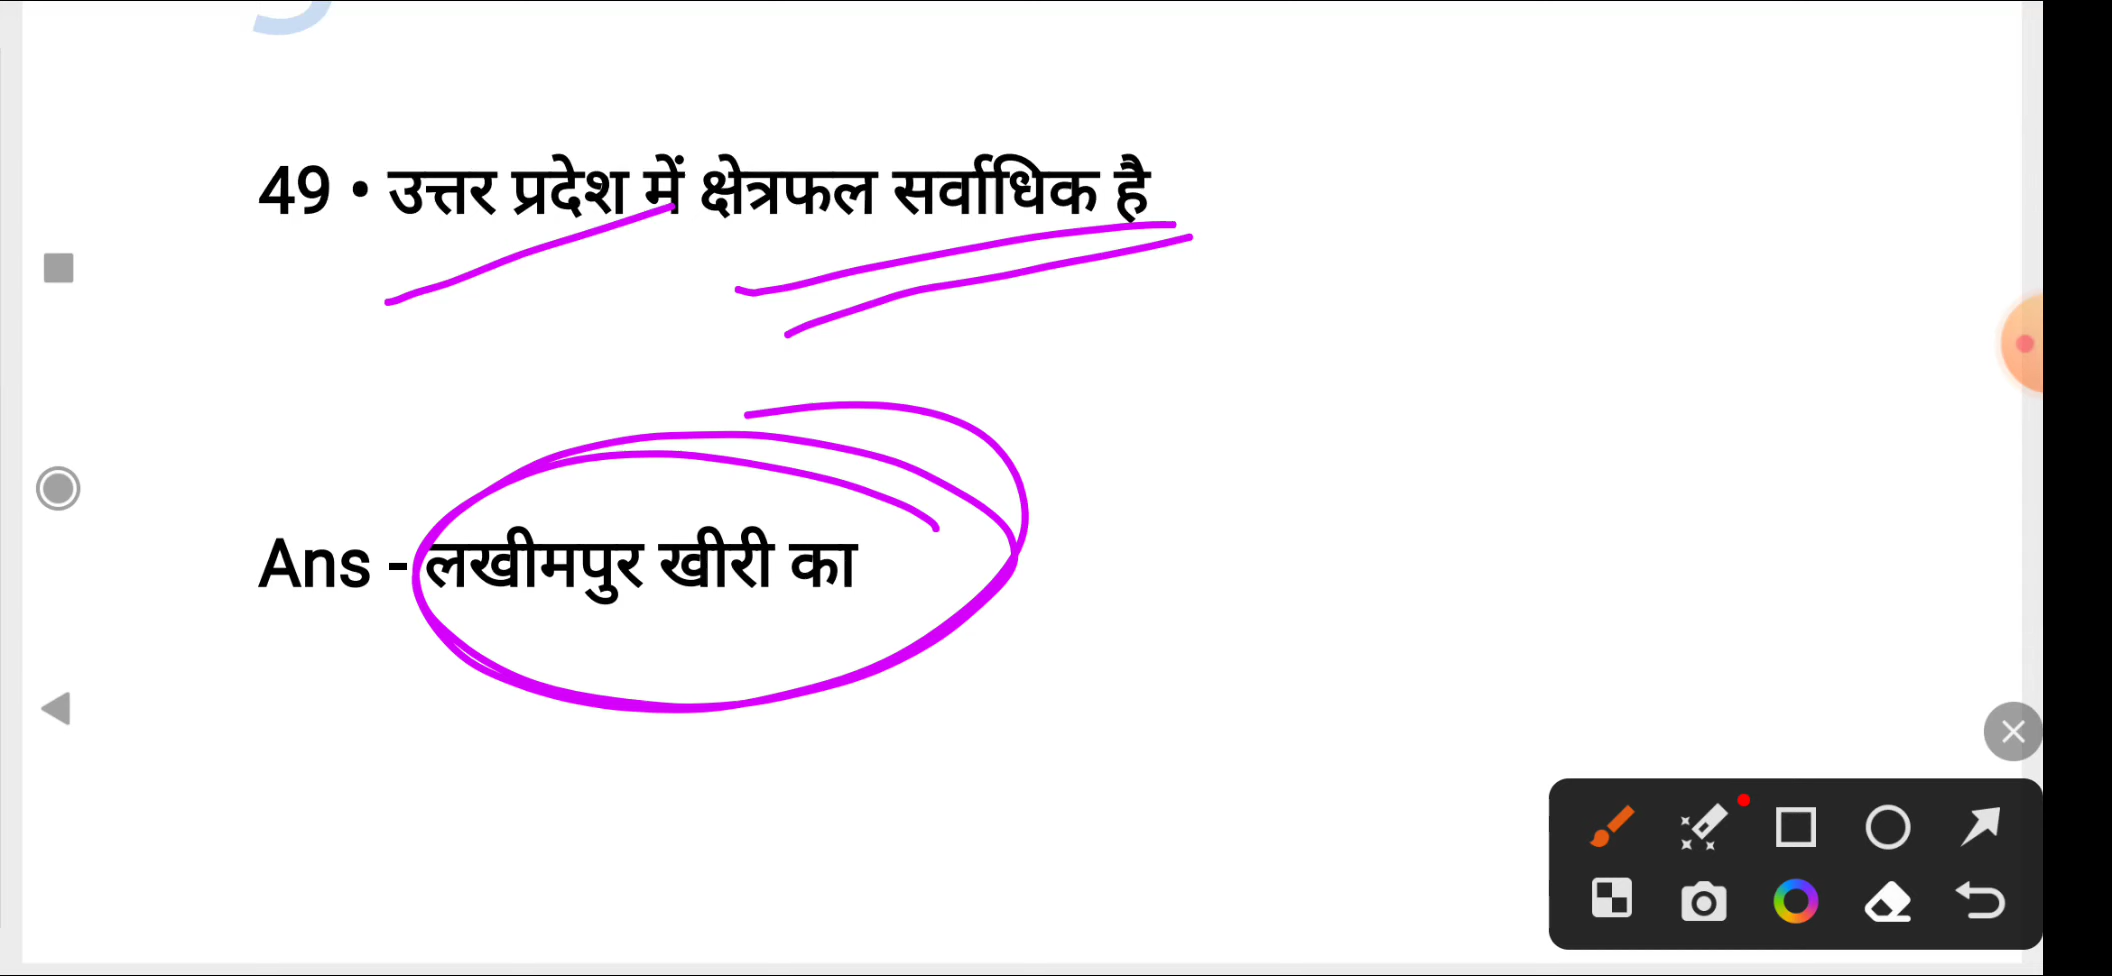 49 • उत्तर प्रदेश में क्षेत्रफल सर्वाधिक है
Ans - लखीमपुर खीरी का